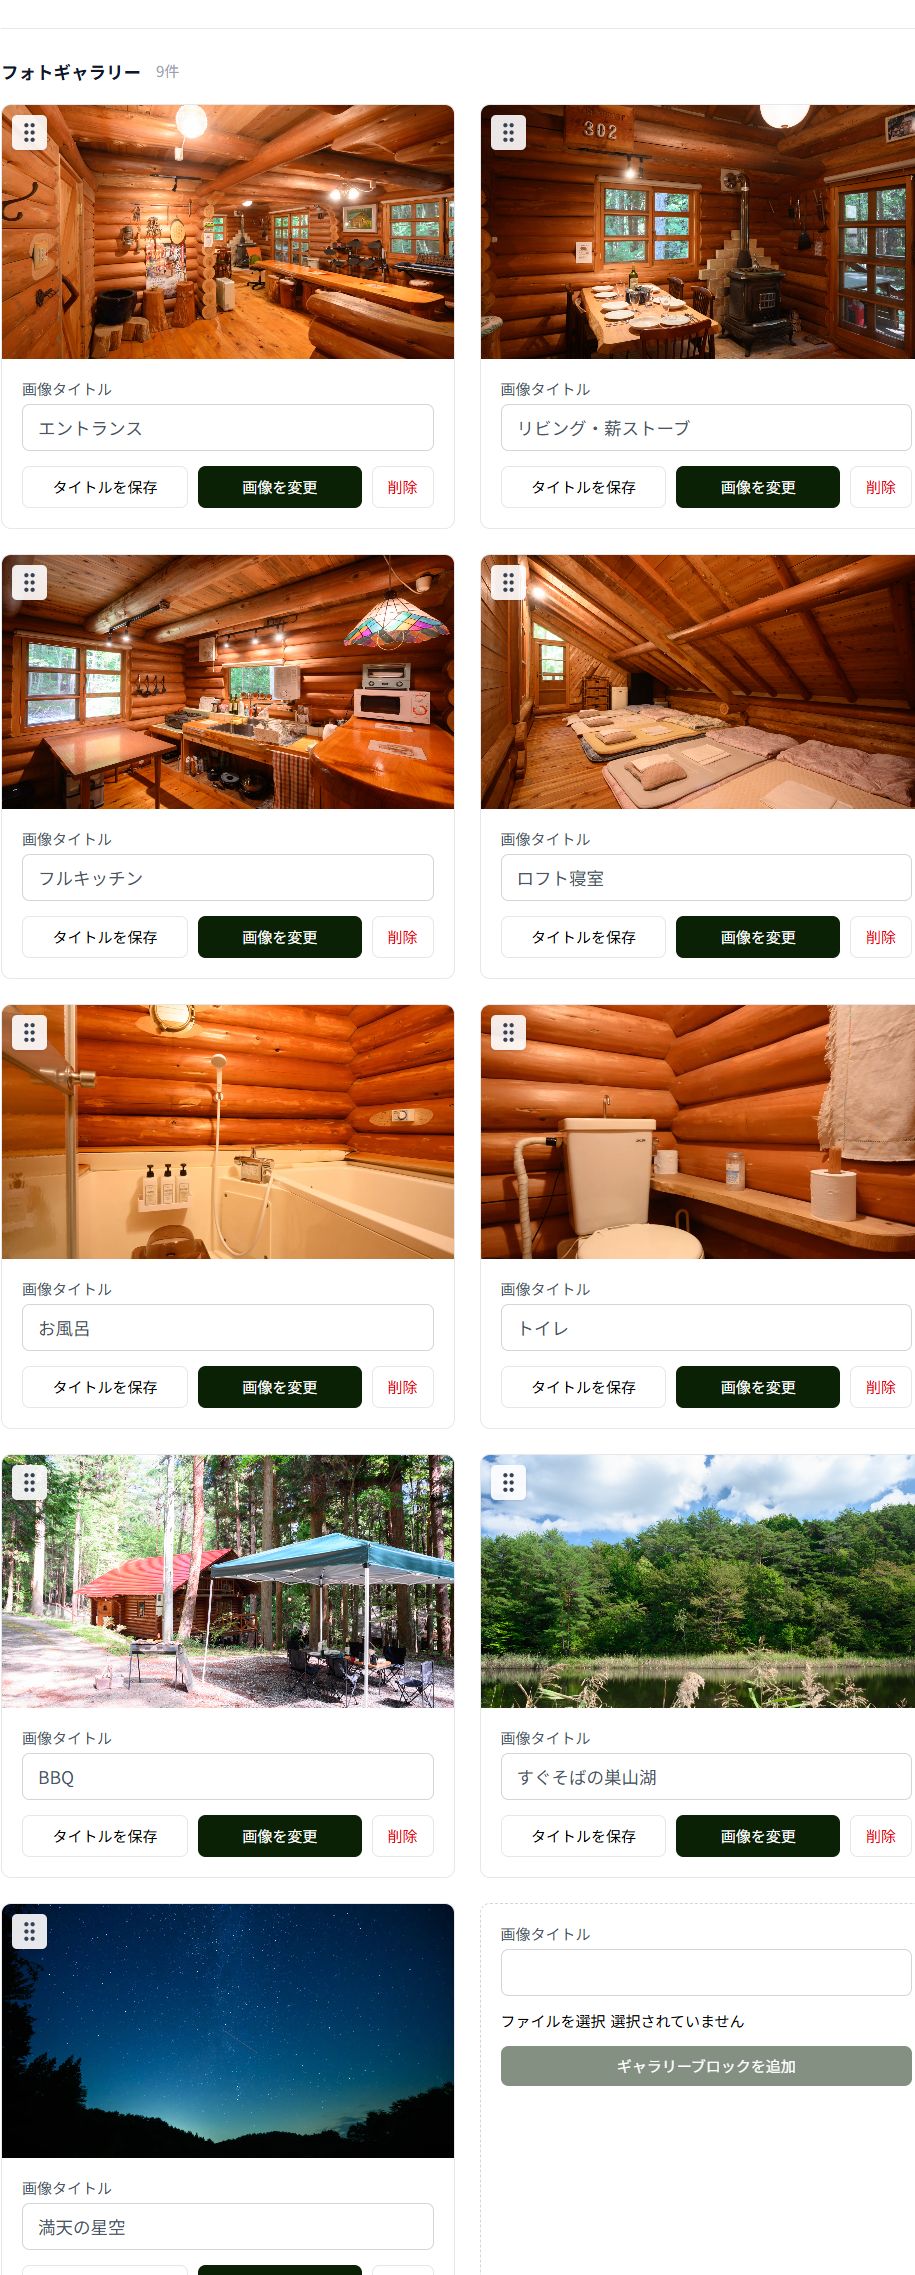 フォトギャラリー 9件
302
画像タイトル
エントランス
タイトルを保存 画像を変更 削除
画像タイトル
リビング・薪ストーブ
タイトルを保存 画像を変更 削除
画像タイトル
フルキッチン
タイトルを保存 画像を変更 削除
画像タイトル
ロフト寝室
タイトルを保存 画像を変更 削除
画像タイトル
お風呂
タイトルを保存 画像を変更 削除
画像タイトル
トイレ
タイトルを保存 画像を変更 削除
画像タイトル
BBQ
タイトルを保存 画像を変更 削除
画像タイトル
すぐそばの巣山湖
タイトルを保存 画像を変更 削除
画像タイトル
満天の星空
画像タイトル
ファイルを選択 選択されていません
ギャラリーブロックを追加